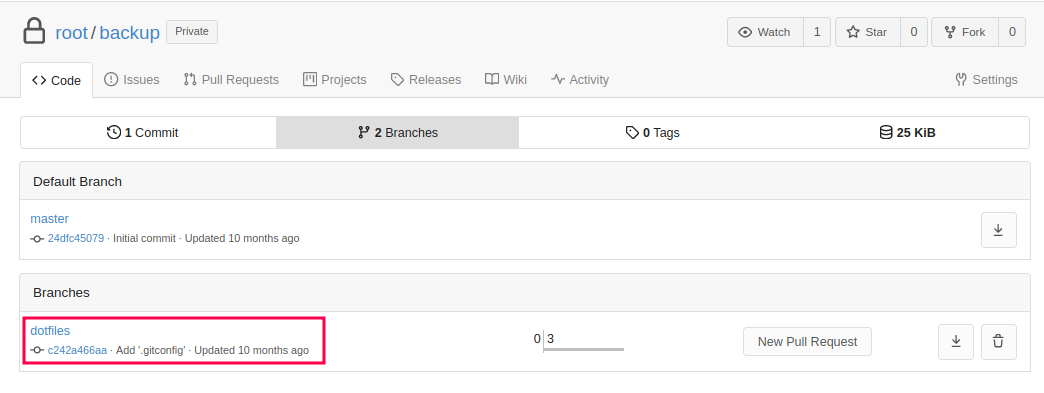 root / backup Private Watch 1 Star 0 Fork 0
Code Issues Pull Requests Projects Releases Wiki Activity Settings
1 Commit 2 Branches 0 Tags 25 KiB
Default Branch
master
24dfc45079 · Initial commit · Updated 10 months ago
Branches
dotfiles
c242a466aa · Add '.gitconfig' · Updated 10 months ago
0 3
New Pull Request